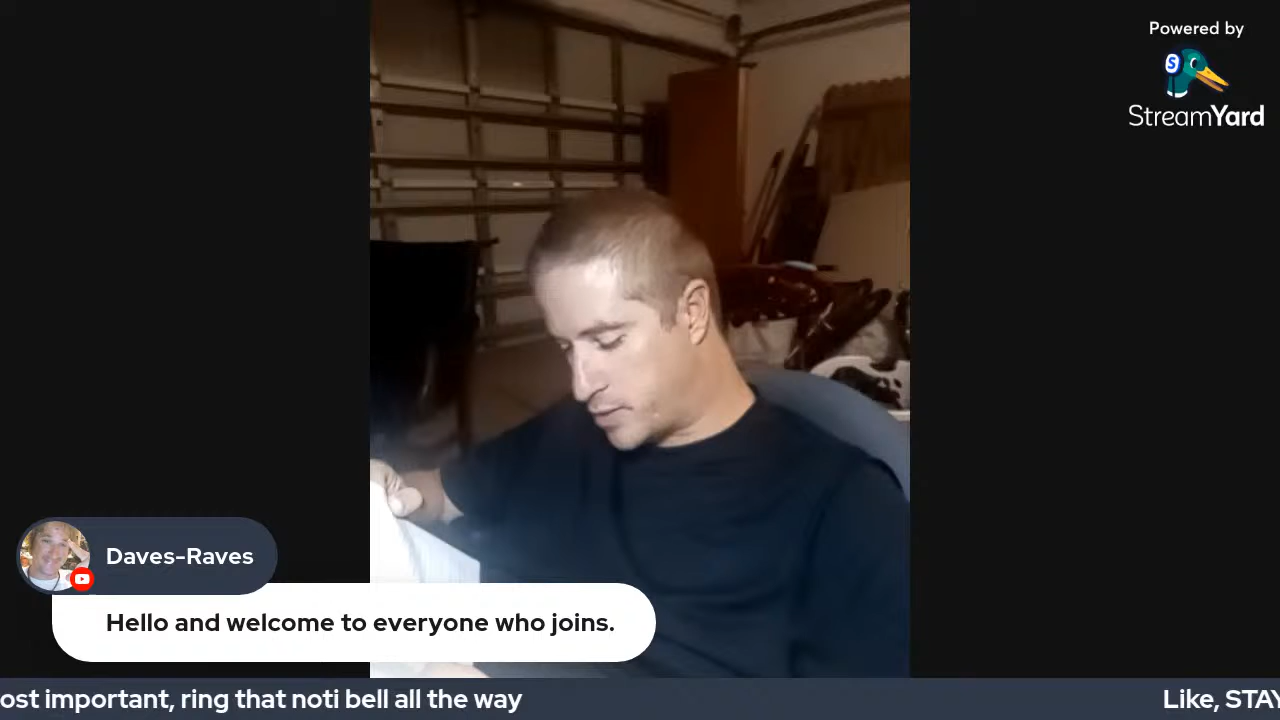 Powered by
StreamYard
Daves-Raves
Hello and welcome to everyone who joins.
ost important, ring that noti bell all the way
Like, STAY